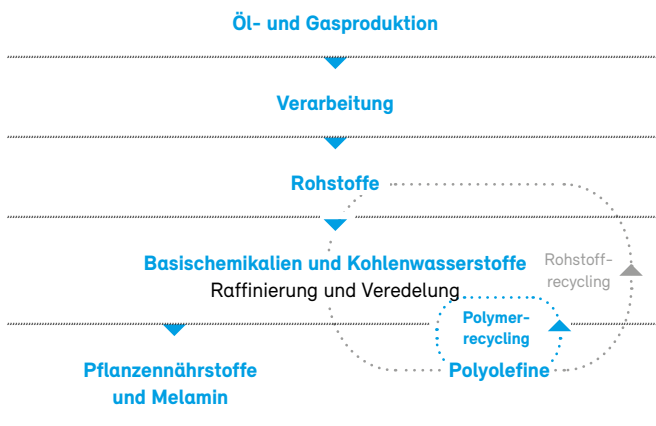 Öl- und Gasproduktion
Verarbeitung
Rohstoffe
Basischemikalien und Kohlenwasserstoffe
Raffinierung und Veredelung
Rohstoff-
recycling
Polymer-
recycling
Pflanzennährstoffe
und Melamin
Polyolefine